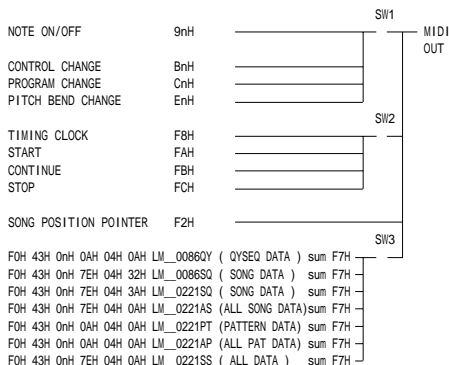 SW1
NOTE ON/OFF 9nH MIDI
OUT
CONTROL CHANGE BnH
PROGRAM CHANGE CnH
PITCH BEND CHANGE EnH
SW2
TIMING CLOCK F8H
START FAH
CONTINUE FBH
STOP FCH
SONG POSITION POINTER F2H
SW3
F0H 43H 0nH 0AH 04H 0AH LM__0086QY ( QYSEQ DATA ) sum F7H
F0H 43H 0nH 7EH 04H 32H LM__0086SQ ( SONG DATA ) sum F7H
F0H 43H 0nH 7EH 04H 3AH LM__0221SQ ( SONG DATA ) sum F7H
F0H 43H 0nH 7EH 04H 0AH LM__0221AS (ALL SONG DATA)sum F7H
F0H 43H 0nH 0AH 04H 0AH LM__0221PT (PATTERN DATA) sum F7H
F0H 43H 0nH 0AH 04H 0AH LM__0221AP (ALL PAT DATA) sum F7H
F0H 43H 0nH 7EH 04H 0AH LM__0221SS ( ALL DATA ) sum F7H